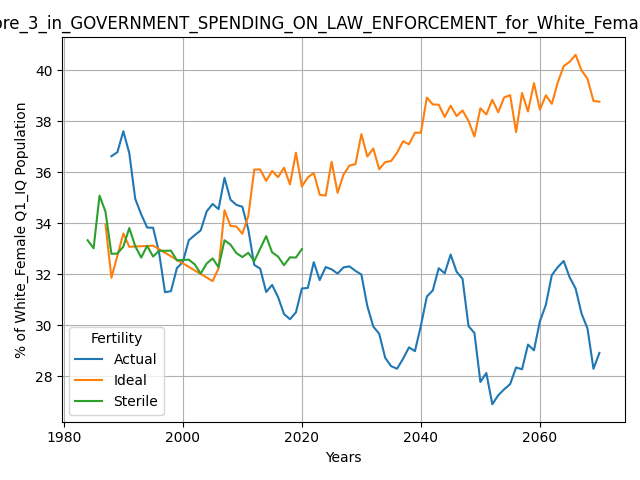 ore_3_in_GOVERNMENT_SPENDING_ON_LAW_ENFORCEMENT_for_White_Fema
% of White_Female Q1_IQ Population
40
38
36
34
32
30
28
Fertility
Actual
Ideal
Sterile
1980
2000
2020
2040
2060
Years